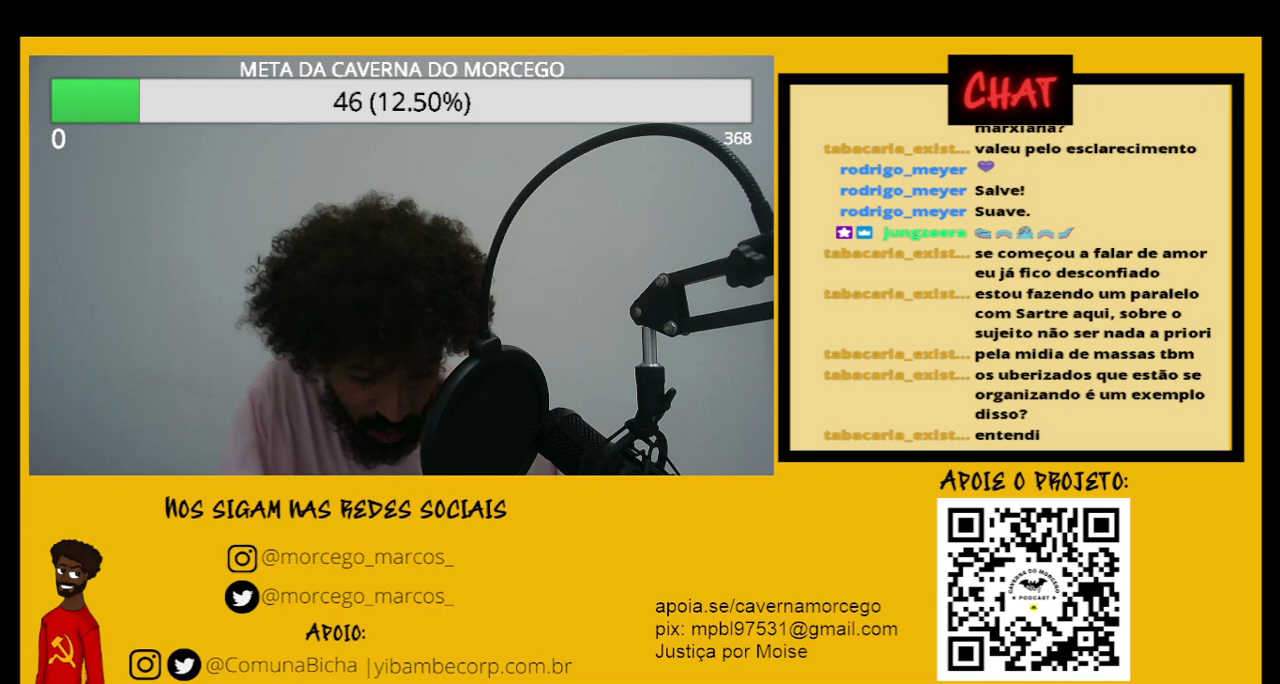 META DA CAVERNA DO MORCEGO
46 (12.50%)
0
368
CHAT
marxiana?
tabacaria_exist... valeu pelo esclarecimento
rodrigo_meyer
rodrigo_meyer Salve!
rodrigo_meyer Suave.
jungzeera
tabacaria_exist... se começou a falar de amor
eu já fico desconfiado
tabacaria_exist... estou fazendo um paralelo
com Sartre aqui, sobre o
sujeito não ser nada a priori
tabacaria_exist... pela midia de massas tbm
tabacaria_exist... os uberizados que estão se
organizando é um exemplo
disso?
tabacaria_exist... entendi
NOS SIGAM NAS REDES SOCIAIS
@morcego_marcos_
@morcego_marcos_
APOIO:
@ComunaBicha |yibambecorp.com.br
apoia.se/cavernamorcego
pix: mpbl97531@gmail.com
Justiça por Moise
APOIE O PROJETO:
CAVERNA DO MORCEGO
PODCAST